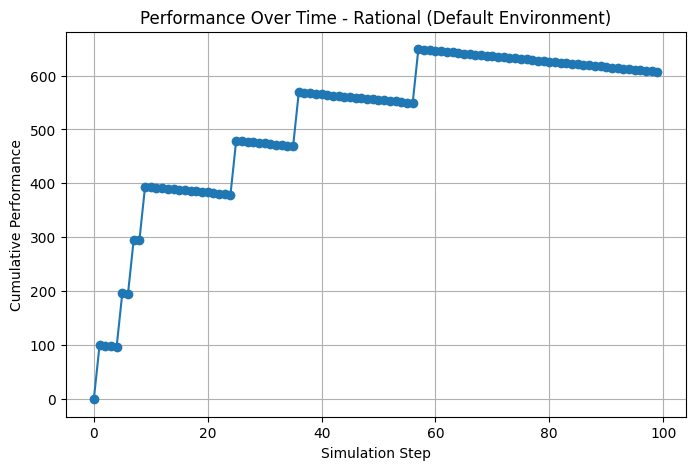 Performance Over Time - Rational (Default Environment)
Cumulative Performance
600
500
400
300
200
100
0
0 20 40 60 80 100
Simulation Step